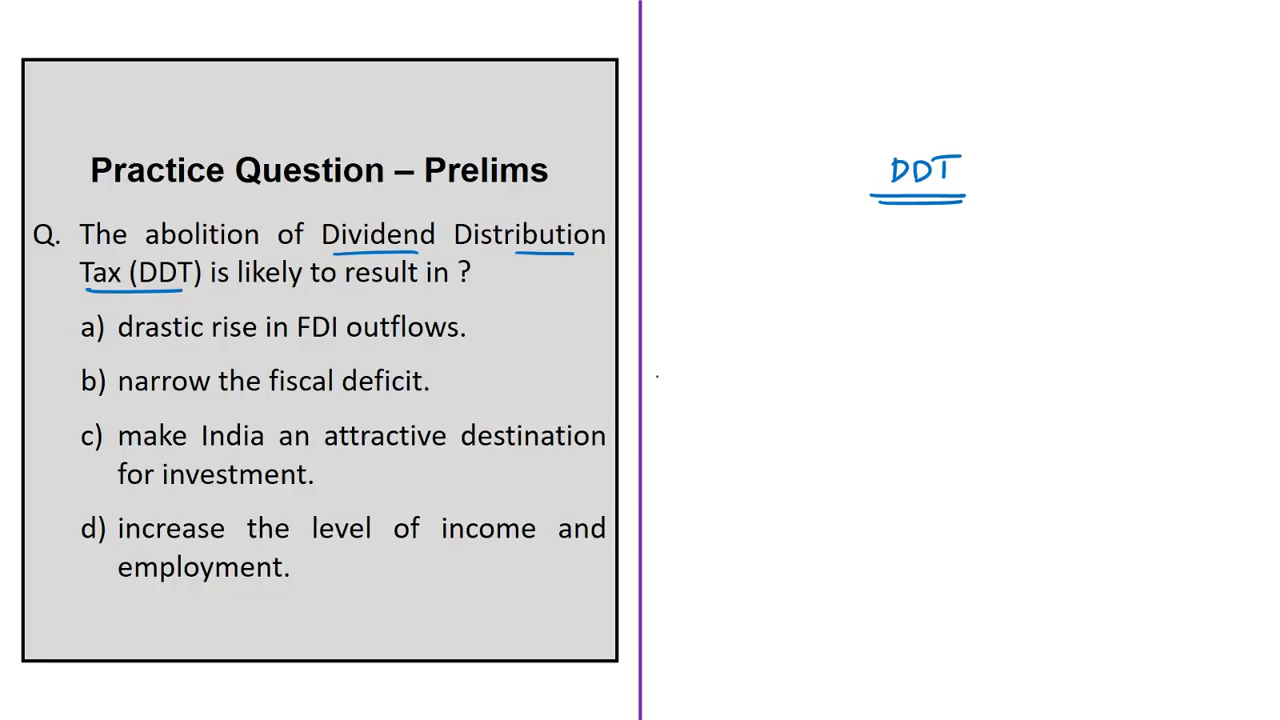 Practice Question – Prelims
Q. The abolition of Dividend Distribution
Tax (DDT) is likely to result in ?
a) drastic rise in FDI outflows.
b) narrow the fiscal deficit.
c) make India an attractive destination
for investment.
d) increase the level of income and
employment.
DDT